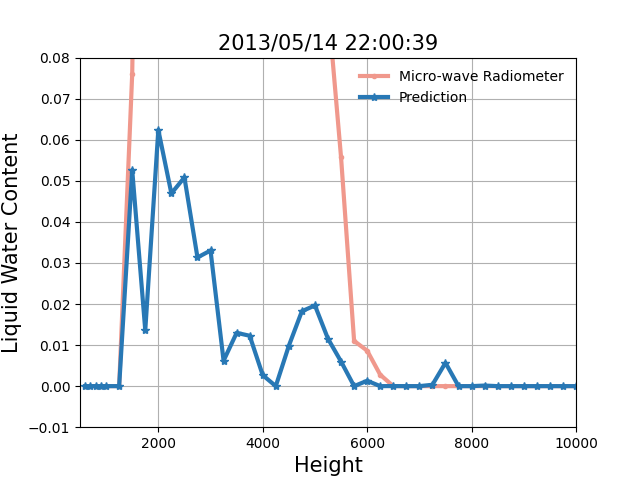 2013/05/14 22:00:39
Micro-wave Radiometer
Prediction
Liquid Water Content
0.08
0.07
0.06
0.05
0.04
0.03
0.02
0.01
0.00
−0.01
2000 4000 6000 8000 10000
Height